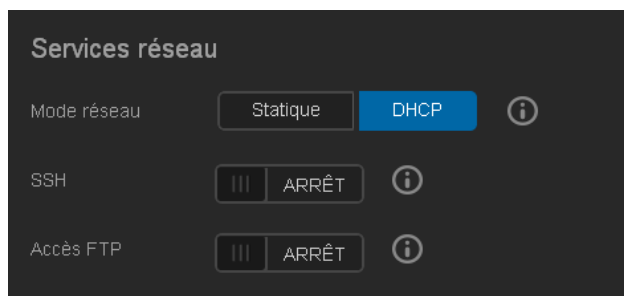 Services réseau
Mode réseau Statique DHCP
SSH ARRÊT
Accès FTP ARRÊT